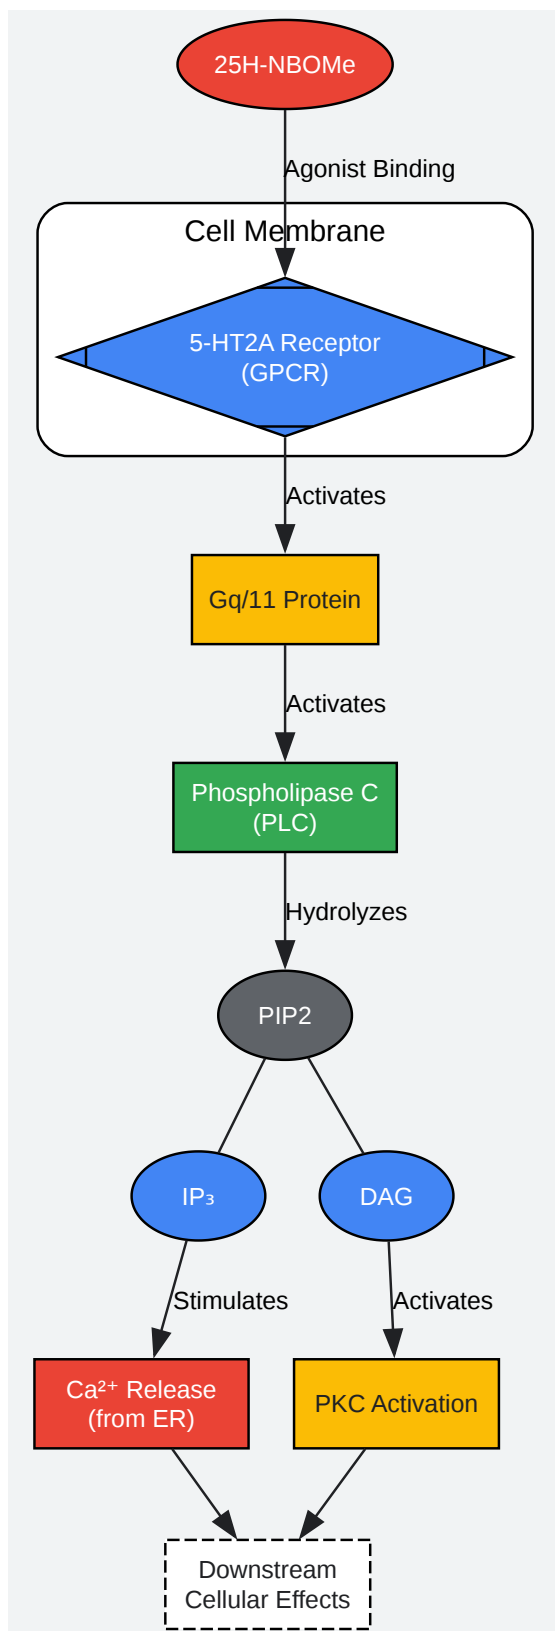 25H-NBOMe
Agonist Binding
Cell Membrane
5-HT2A Receptor
(GPCR)
Activates
Gq/11 Protein
Activates
Phospholipase C
(PLC)
Hydrolyzes
PIP2
IP₃
DAG
Stimulates
Activates
Ca²⁺ Release
(from ER)
PKC Activation
Downstream
Cellular Effects